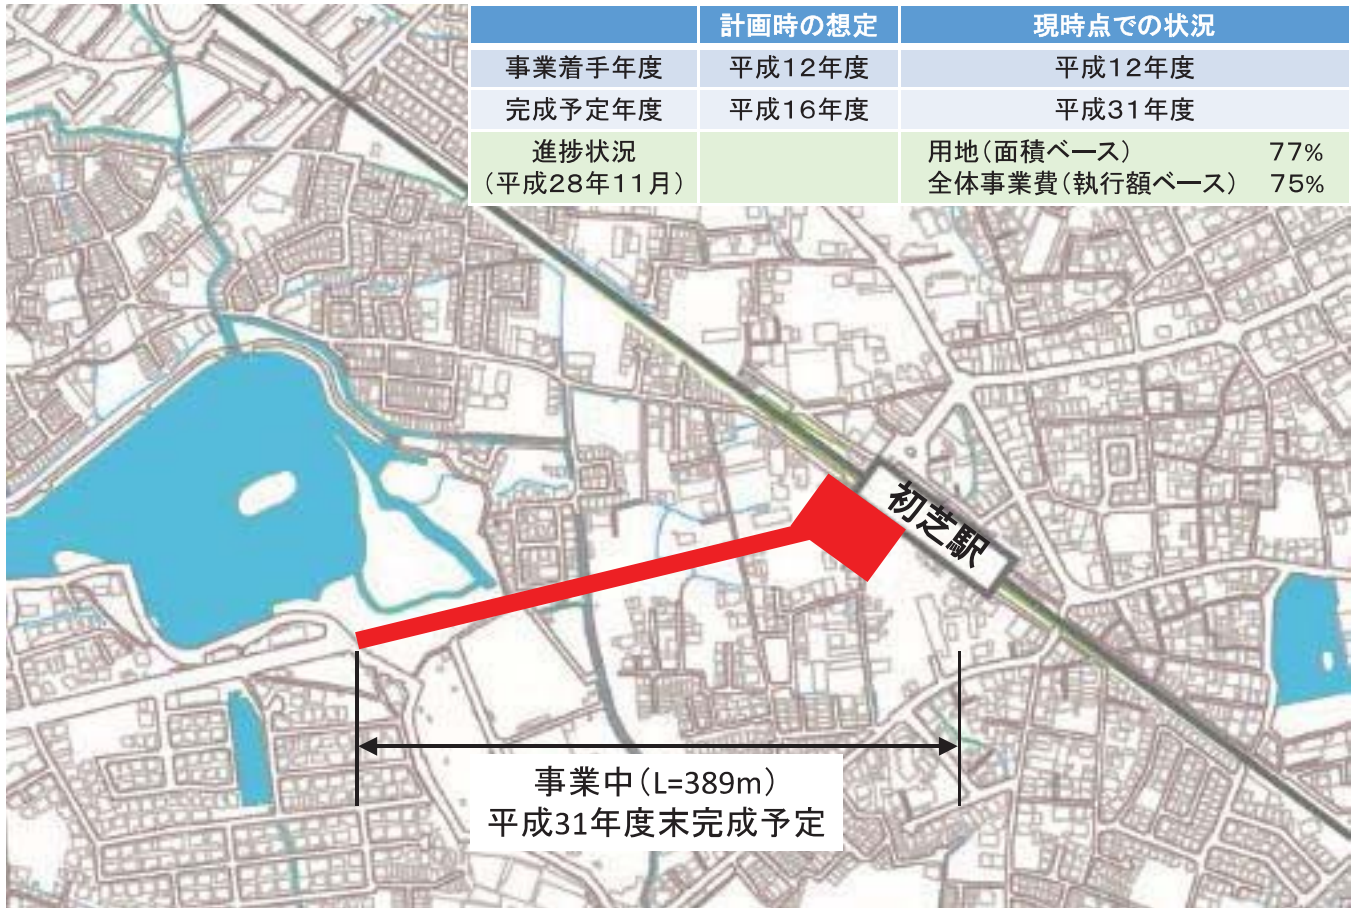 計画時の想定 現時点での状況
事業着手年度 平成12年度 平成12年度
完成予定年度 平成16年度 平成31年度
進捗状況
(平成28年11月)
用地(面積ベース) 77%
全体事業費(執行額ベース) 75%
初芝駅
事業中(L=389m)
平成31年度末完成予定